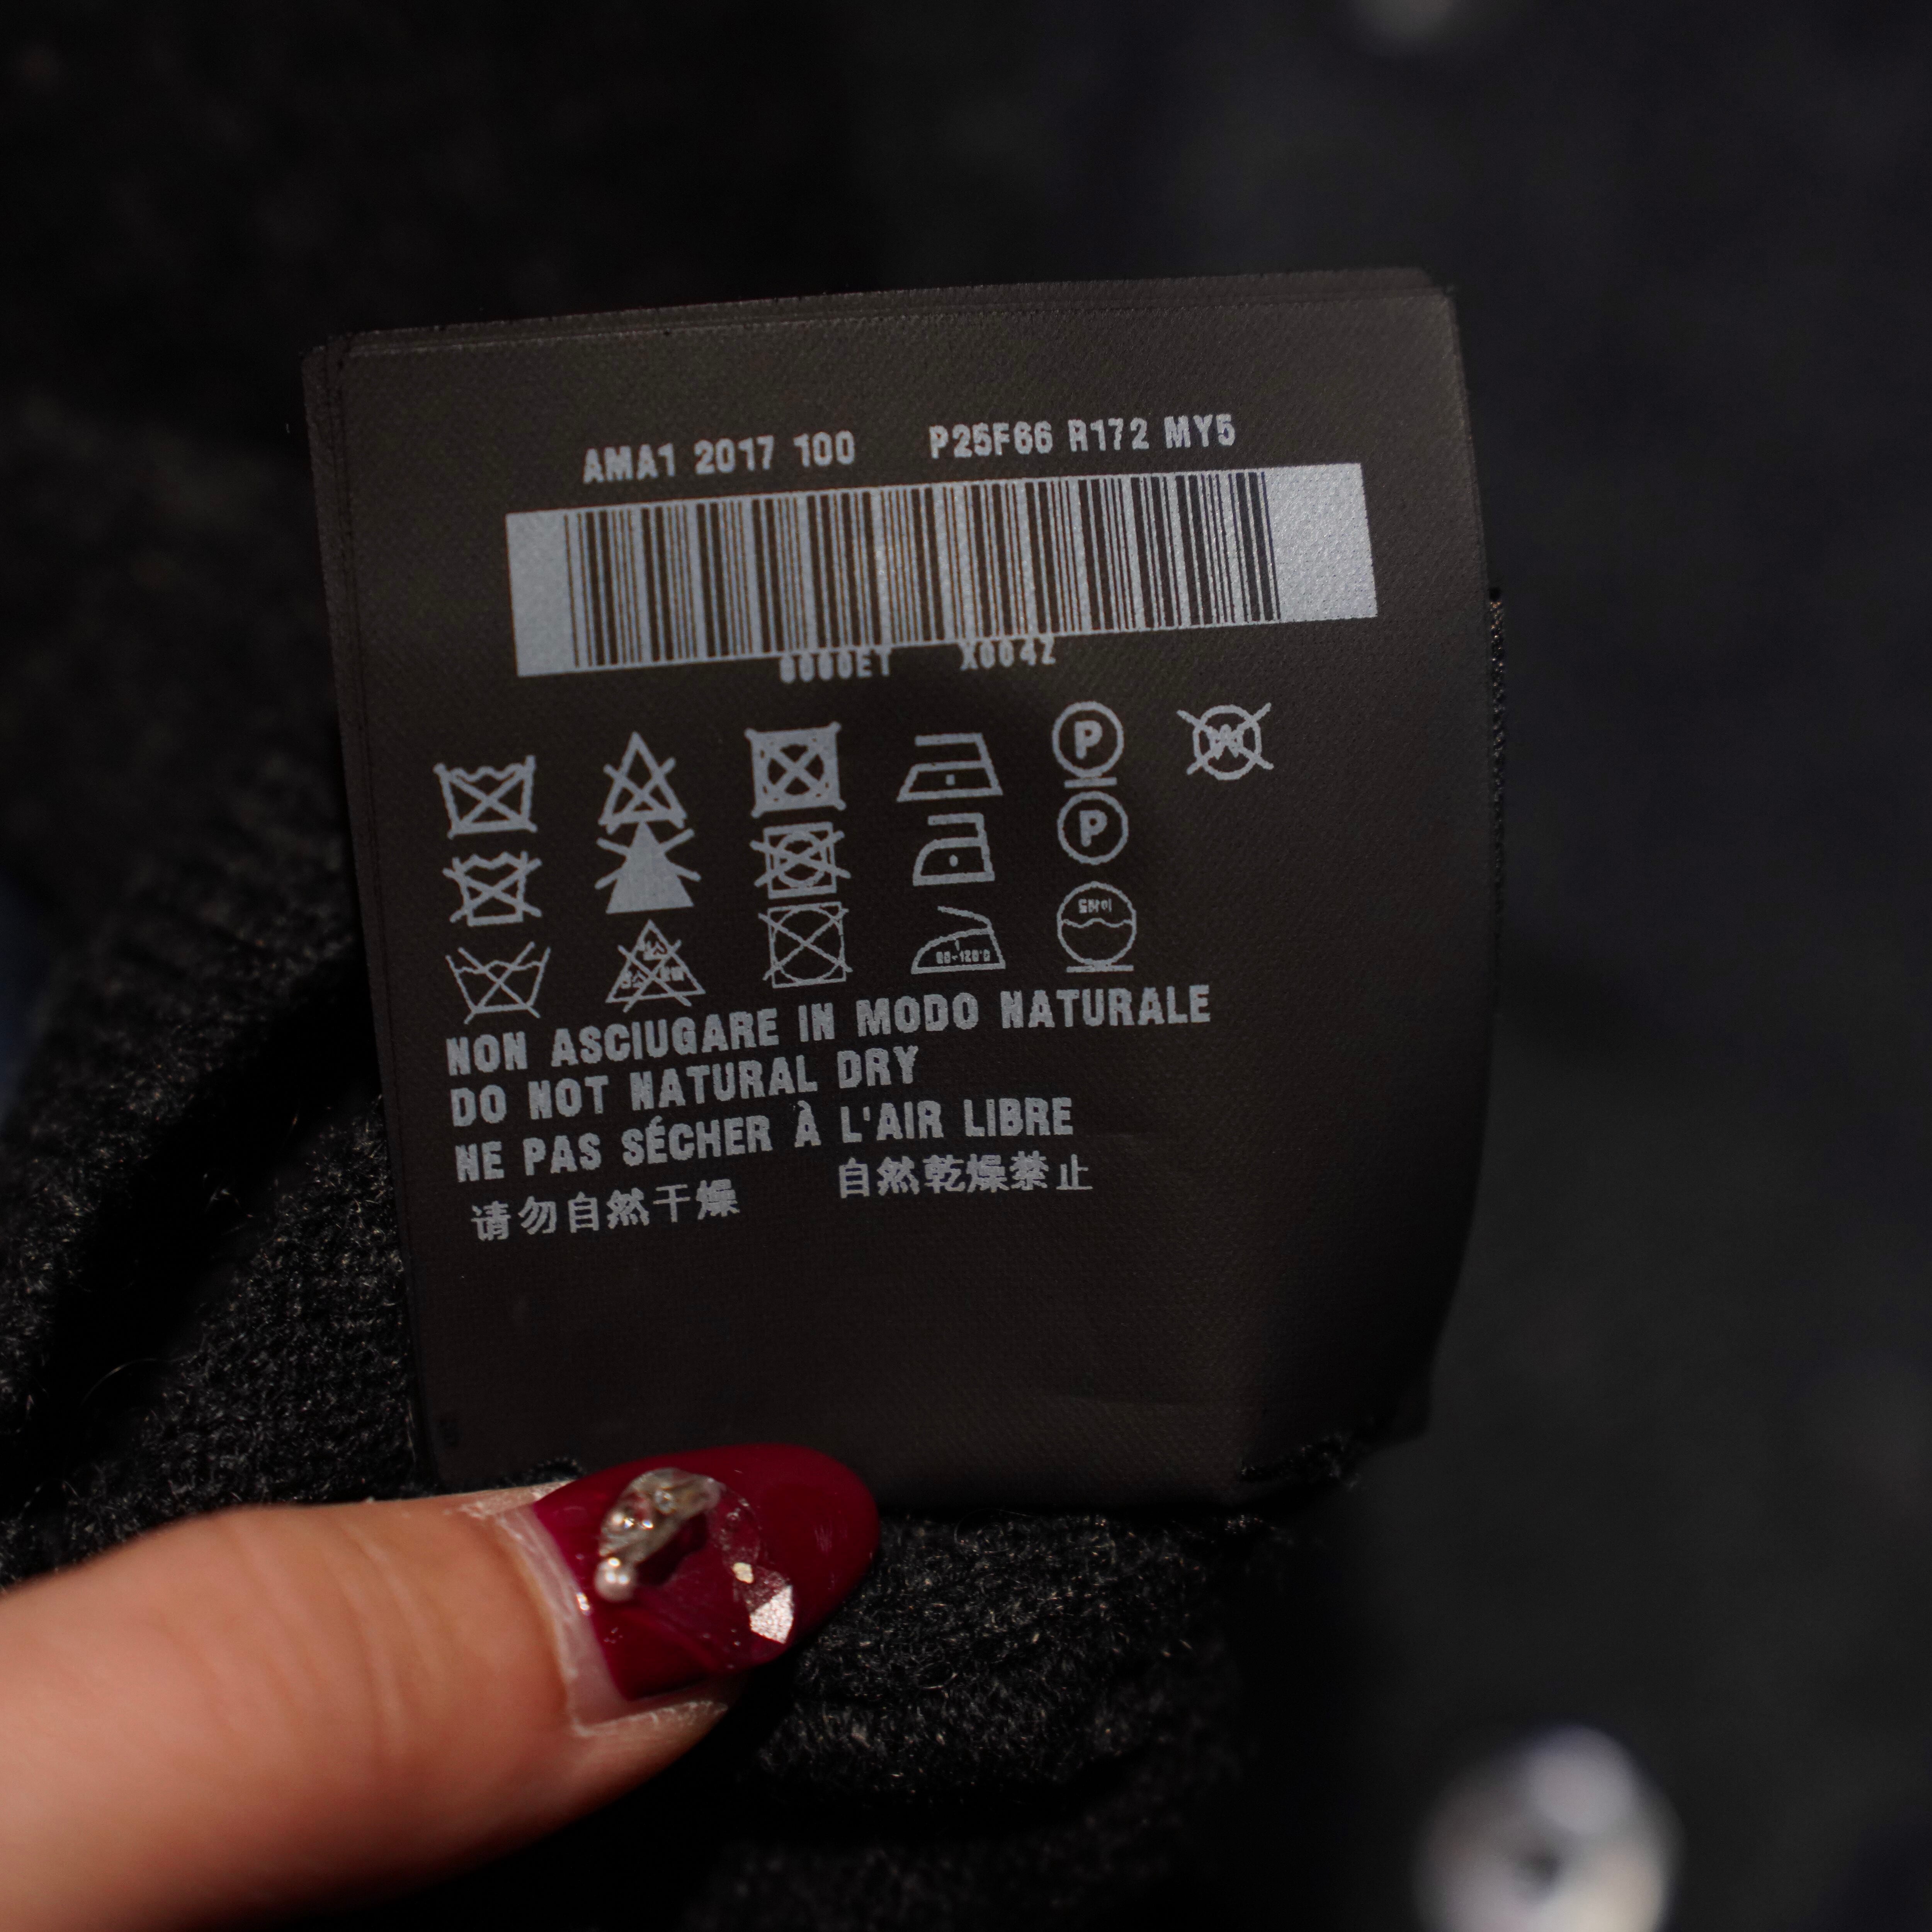 AMA1 2017 100 P25F66 R172 MY5
X004Z
P W
P
NON ASCIUGARE IN MODO NATURALE
DO NOT NATURAL DRY
NE PAS SÉCHER À L'AIR LIBRE
请勿自然干燥 自然乾燥禁止